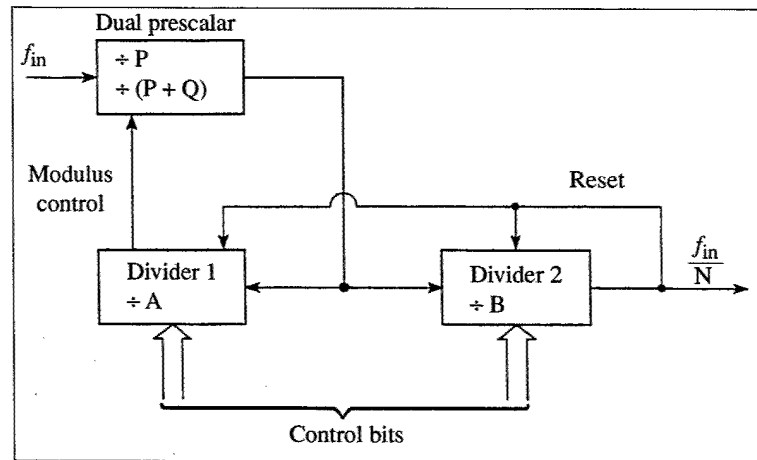 Dual prescalar
f_in
÷ P
÷ (P + Q)
Modulus
control
Reset
Divider 1
÷ A
Divider 2
÷ B
f_in
N
Control bits